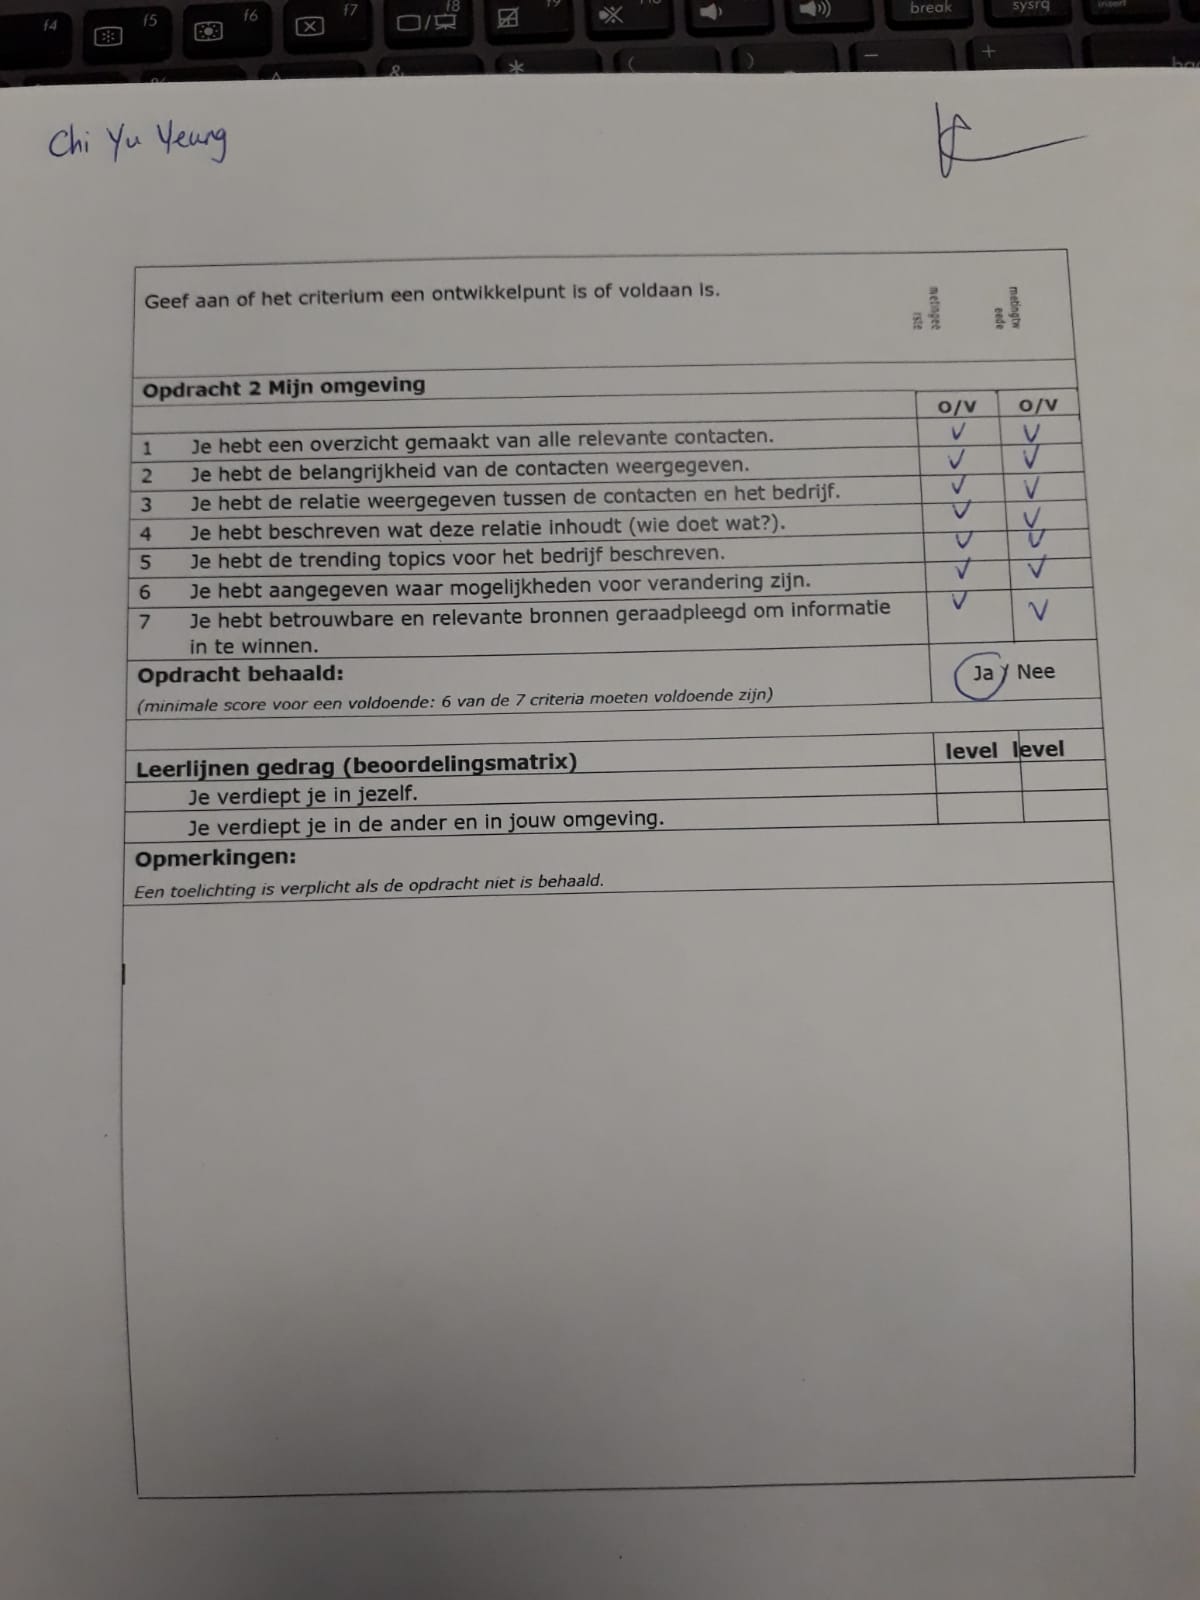 f4 f5 f6 f7 f8 f9 break sysrq insert
& * ( ) _ - +
Chi Yu Yeung
Geef aan of het criterium een ontwikkelpunt is of voldaan is.
metingee
rste
metingtw
eede
Opdracht 2 Mijn omgeving
O/V O/V
1 Je hebt een overzicht gemaakt van alle relevante contacten. V V
2 Je hebt de belangrijkheid van de contacten weergegeven. V V
3 Je hebt de relatie weergegeven tussen de contacten en het bedrijf. V V
4 Je hebt beschreven wat deze relatie inhoudt (wie doet wat?). V V
5 Je hebt de trending topics voor het bedrijf beschreven. V V
6 Je hebt aangegeven waar mogelijkheden voor verandering zijn. V V
7 Je hebt betrouwbare en relevante bronnen geraadpleegd om informatie V V
in te winnen.
Opdracht behaald: Ja / Nee
(minimale score voor een voldoende: 6 van de 7 criteria moeten voldoende zijn)
Leerlijnen gedrag (beoordelingsmatrix) level level
Je verdiept je in jezelf.
Je verdiept je in de ander en in jouw omgeving.
Opmerkingen:
Een toelichting is verplicht als de opdracht niet is behaald.